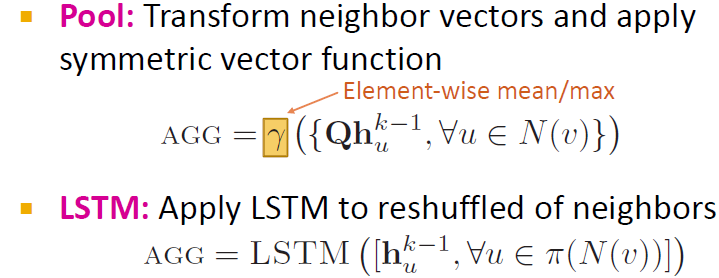 ▪ Pool: Transform neighbor vectors and apply
symmetric vector function
Element-wise mean/max
AGG = γ({Qh_u^{k−1}, ∀u ∈ N(v)})
▪ LSTM: Apply LSTM to reshuffled of neighbors
AGG = LSTM([h_u^{k−1}, ∀u ∈ π(N(v))])